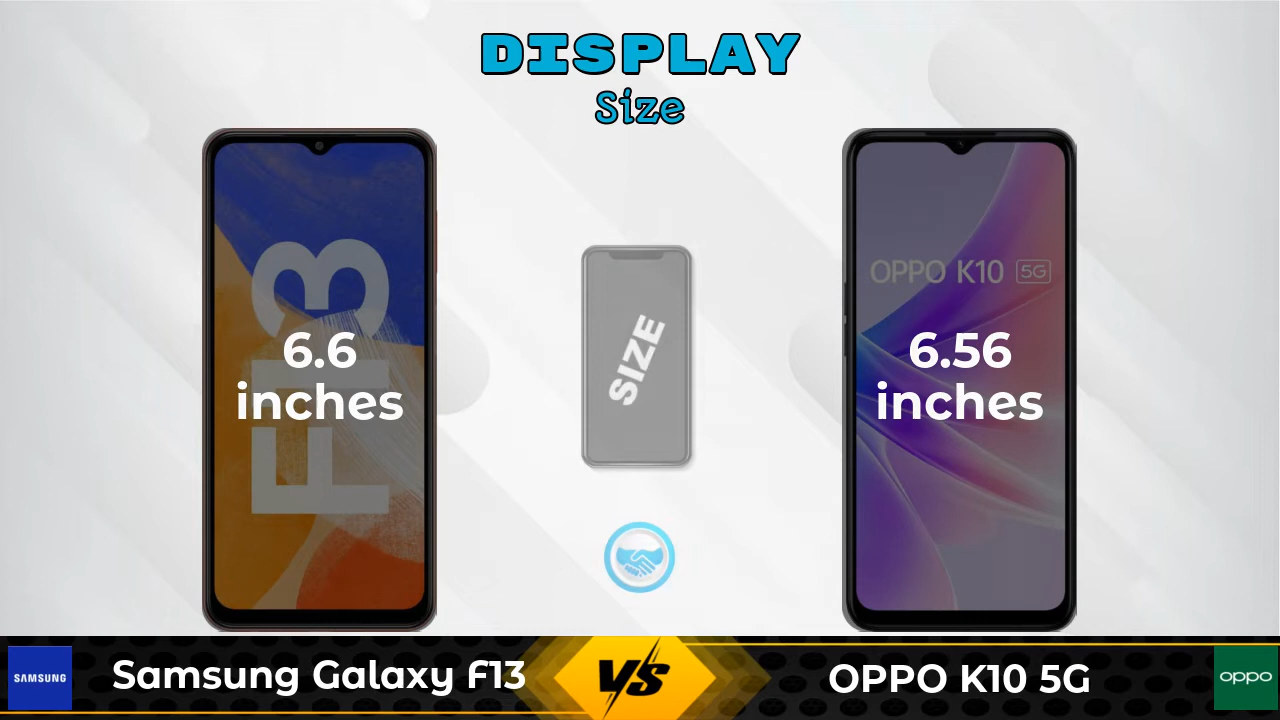 DISPLAY
Size
F13
6.6
inches
SIZE
OPPO K10 5G
6.56
inches
SAMSUNG
Samsung Galaxy F13
VS
OPPO K10 5G
oppo